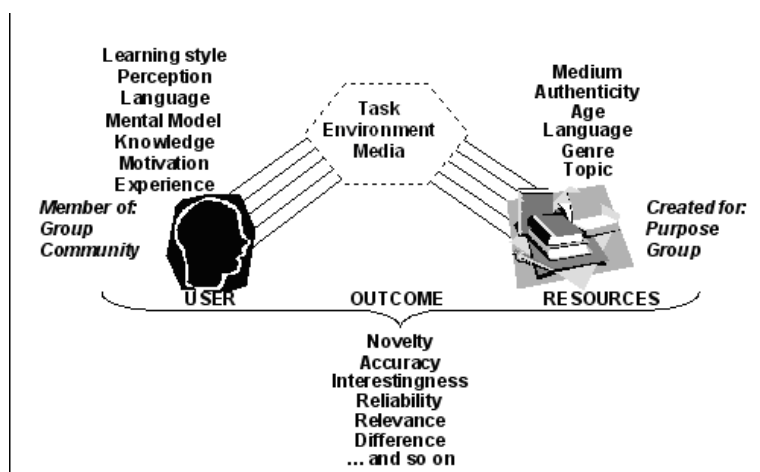 Learning style
Perception
Language
Mental Model
Knowledge
Motivation
Experience
Member of:
Group
Community
Task
Environment
Media
Medium
Authenticity
Age
Language
Genre
Topic
Created for:
Purpose
Group
USER
OUTCOME
RESOURCES
Novelty
Accuracy
Interestingness
Reliability
Relevance
Difference
... and so on